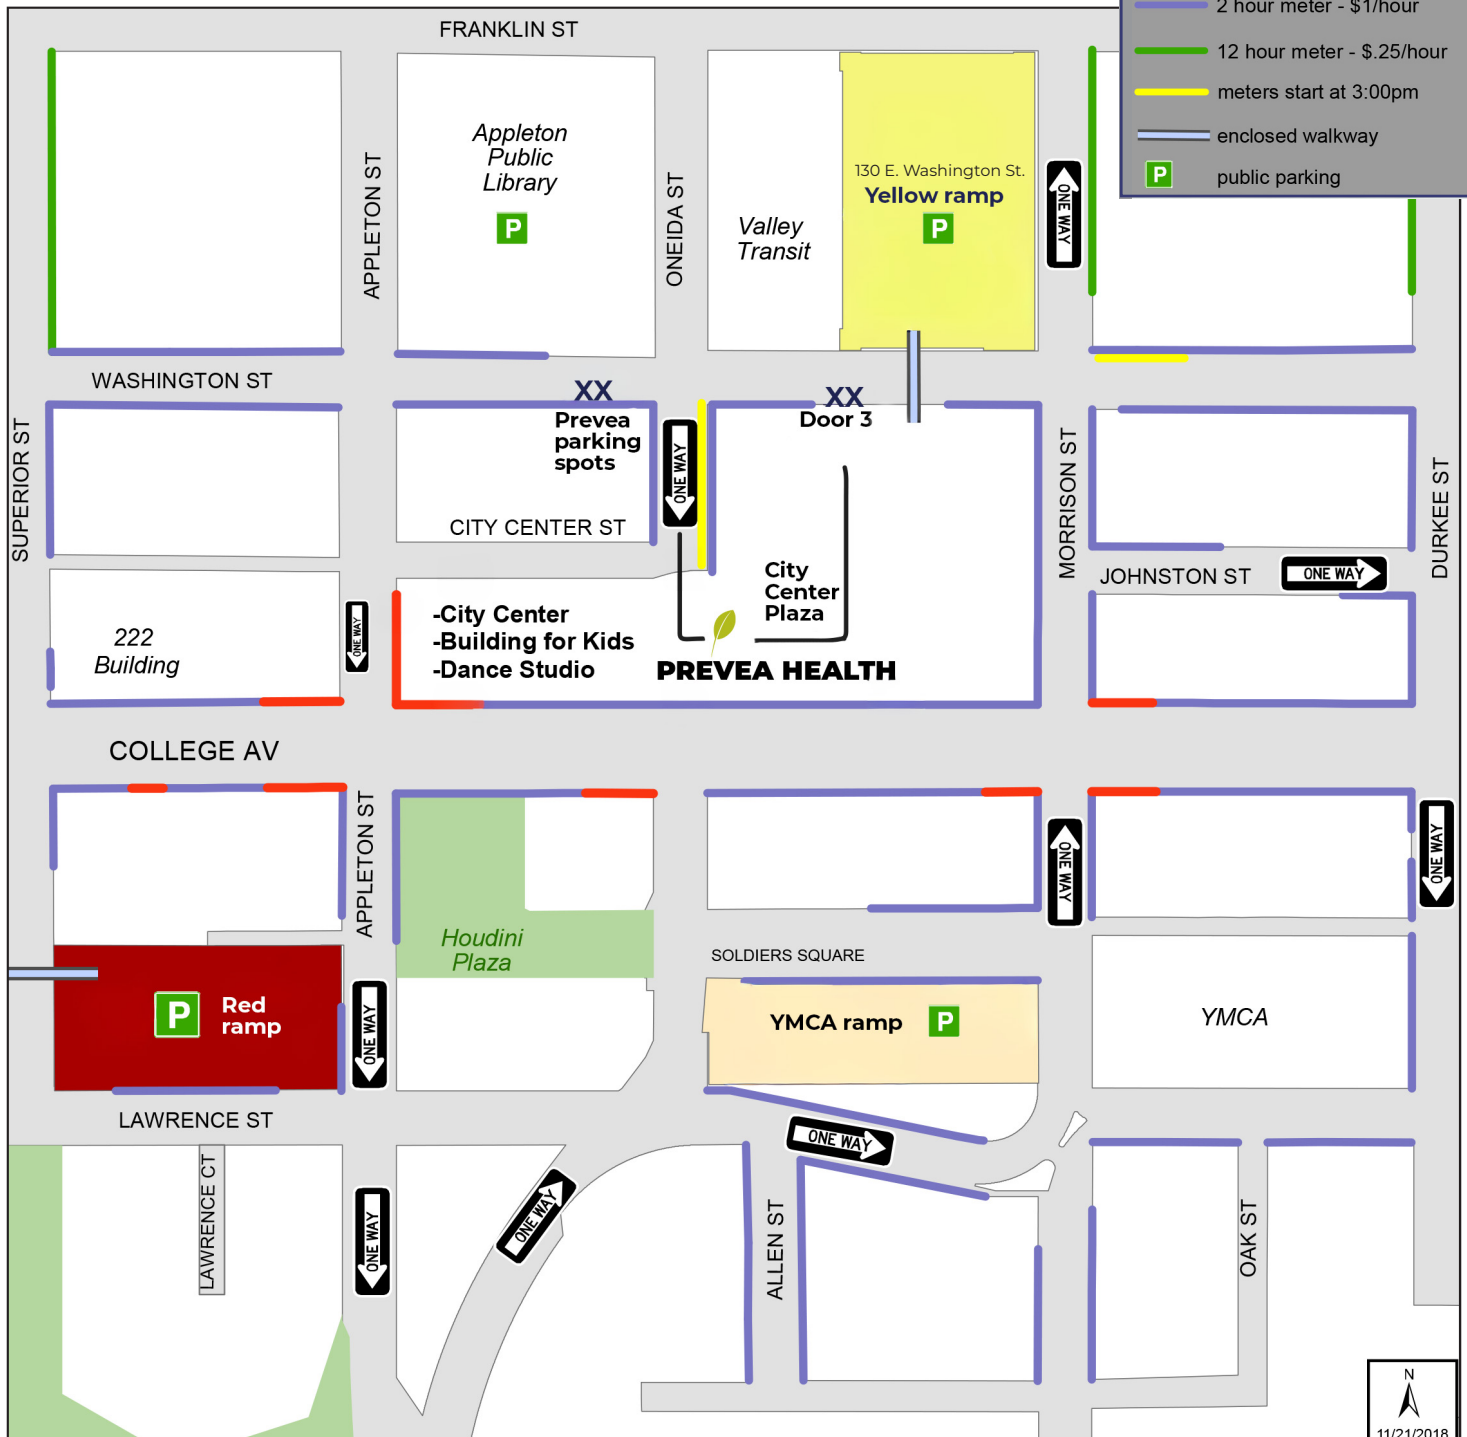 FRANKLIN ST
2 hour meter - $1/hour
12 hour meter - $.25/hour
meters start at 3:00pm
enclosed walkway
P
public parking
Appleton
Public
Library
P
APPLETON ST
ONEIDA ST
Valley
Transit
130 E. Washington St.
Yellow ramp
P
ONE WAY
WASHINGTON ST
XX
Prevea
parking
spots
XX
Door 3
ONE WAY
SUPERIOR ST
CITY CENTER ST
MORRISON ST
DURKEE ST
JOHNSTON ST
ONE WAY
City
Center
Plaza
222
Building
ONE WAY
-City Center
-Building for Kids
-Dance Studio
PREVEA HEALTH
COLLEGE AV
APPLETON ST
ONE WAY
ONE WAY
Houdini
Plaza
SOLDIERS SQUARE
P
Red
ramp
ONE WAY
YMCA ramp
P
YMCA
LAWRENCE ST
ONE WAY
LAWRENCE CT
ONE WAY
ONE WAY
ALLEN ST
OAK ST
N
11/21/2018